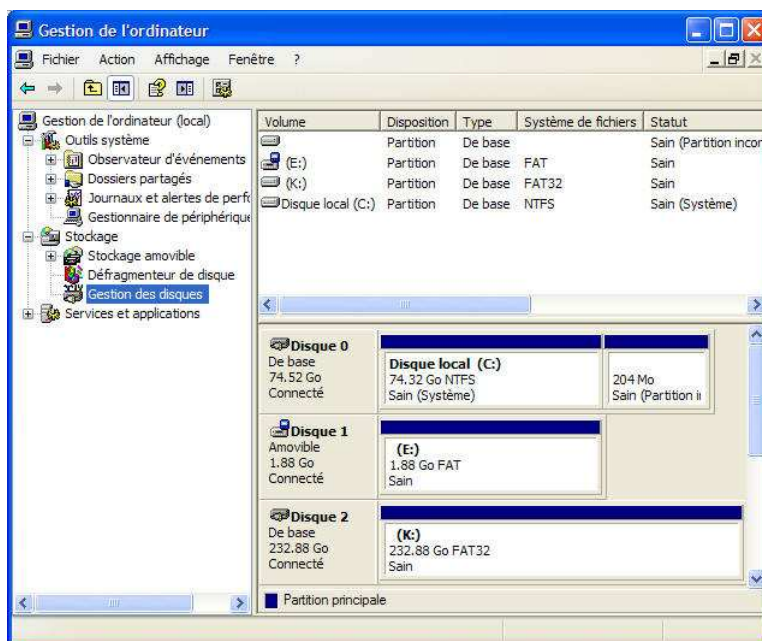 Gestion de l'ordinateur
Fichier Action Affichage Fenêtre ?
Gestion de l'ordinateur (local)
Outils système
Observateur d'événements
Dossiers partagés
Journaux et alertes de perfo
Gestionnaire de périphérique
Stockage
Stockage amovible
Défragmenteur de disque
Gestion des disques
Services et applications
Volume Disposition Type Système de fichiers Statut
Partition De base Sain (Partition incon
(E:) Partition De base FAT Sain
(K:) Partition De base FAT32 Sain
Disque local (C:) Partition De base NTFS Sain (Système)
Disque 0
De base
74.52 Go
Connecté
Disque local (C:)
74.32 Go NTFS
Sain (Système)
204 Mo
Sain (Partition i
Disque 1
Amovible
1.88 Go
Connecté
(E:)
1.88 Go FAT
Sain
Disque 2
De base
232.88 Go
Connecté
(K:)
232.88 Go FAT32
Sain
Partition principale